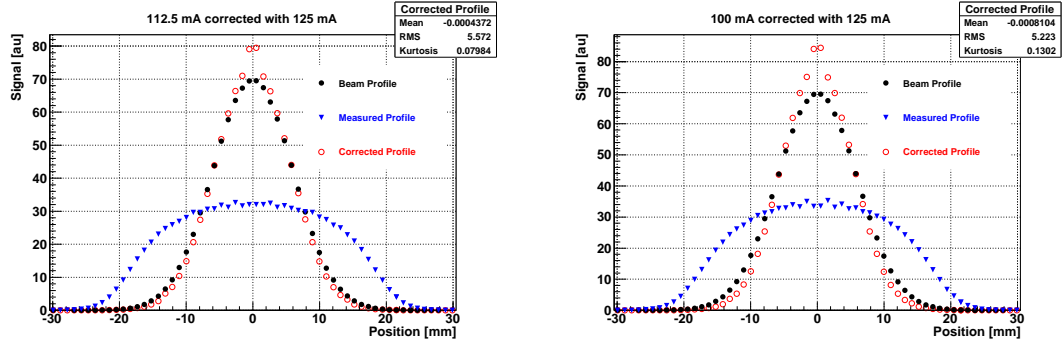 112.5 mA corrected with 125 mA
Corrected Profile
Mean -0.0004372
RMS 5.572
Kurtosis 0.07984
Signal [au]
80
70
60
50
40
30
20
10
0
Beam Profile
Measured Profile
Corrected Profile
-30 -20 -10 0 10 20 30
Position [mm]
100 mA corrected with 125 mA
Corrected Profile
Mean -0.0008104
RMS 5.223
Kurtosis 0.1302
Signal [au]
80
70
60
50
40
30
20
10
0
Beam Profile
Measured Profile
Corrected Profile
-30 -20 -10 0 10 20 30
Position [mm]